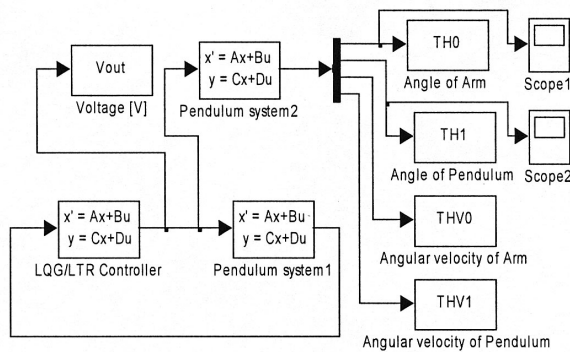 Vout
Voltage [V]
x' = Ax+Bu
y = Cx+Du
Pendulum system2
TH0
Angle of Arm
Scope1
TH1
Angle of Pendulum
Scope2
x' = Ax+Bu
y = Cx+Du
LQG/LTR Controller
x' = Ax+Bu
y = Cx+Du
Pendulum system1
THV0
Angular velocity of Arm
THV1
Angular velocity of Pendulum